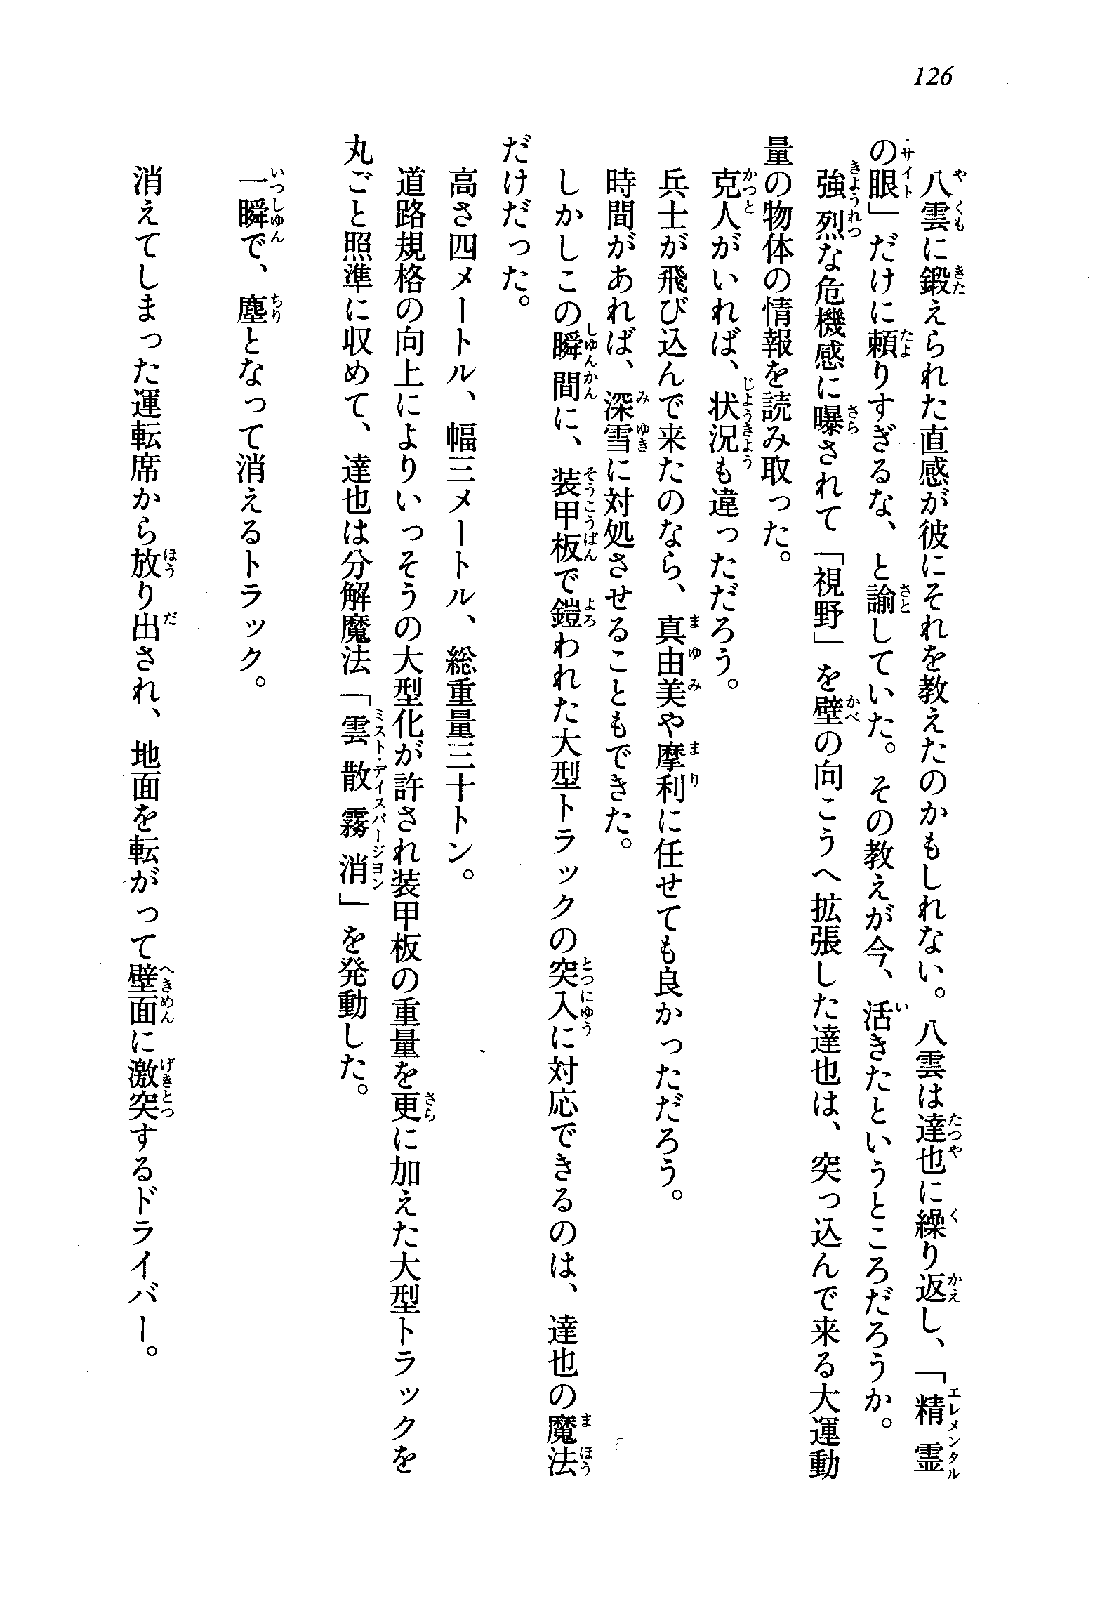 126
八雲に鍛えられた直感が彼にそれを教えたのかもしれない。八雲は達也に繰り返し、「精霊
の眼」だけに頼りすぎるな、と諭していた。その教えが今、活きたというところだろうか。
強烈な危機感に曝されて「視野」を壁の向こうへ拡張した達也は、突っ込んで来る大運動
量の物体の情報を読み取った。
克人がいれば、状況も違っただろう。
兵士が飛び込んで来たのなら、真由美や摩利に任せても良かっただろう。
時間があれば、深雪に対処させることもできた。
しかしこの瞬間に、装甲板で鎧われた大型トラックの突入に対応できるのは、達也の魔法
だけだった。
高さ四メートル、幅三メートル、総重量三十トン。
道路規格の向上によりいっそうの大型化が許され装甲板の重量を更に加えた大型トラックを
丸ごと照準に収めて、達也は分解魔法「雲散霧消」を発動した。
一瞬で、塵となって消えるトラック。
消えてしまった運転席から放り出され、地面を転がって壁面に激突するドライバー。